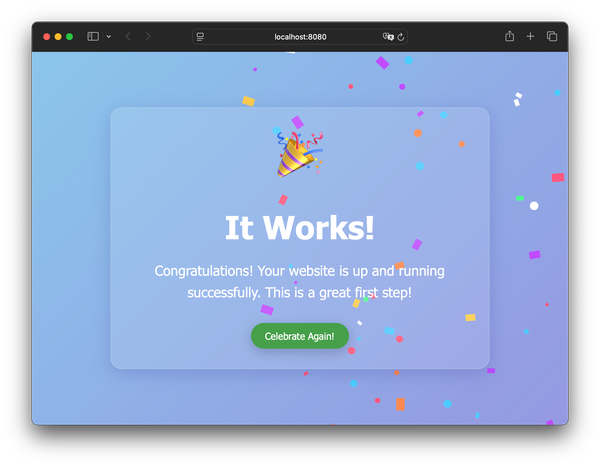 localhost:8080
It Works!
Congratulations! Your website is up and running
successfully. This is a great first step!
Celebrate Again!